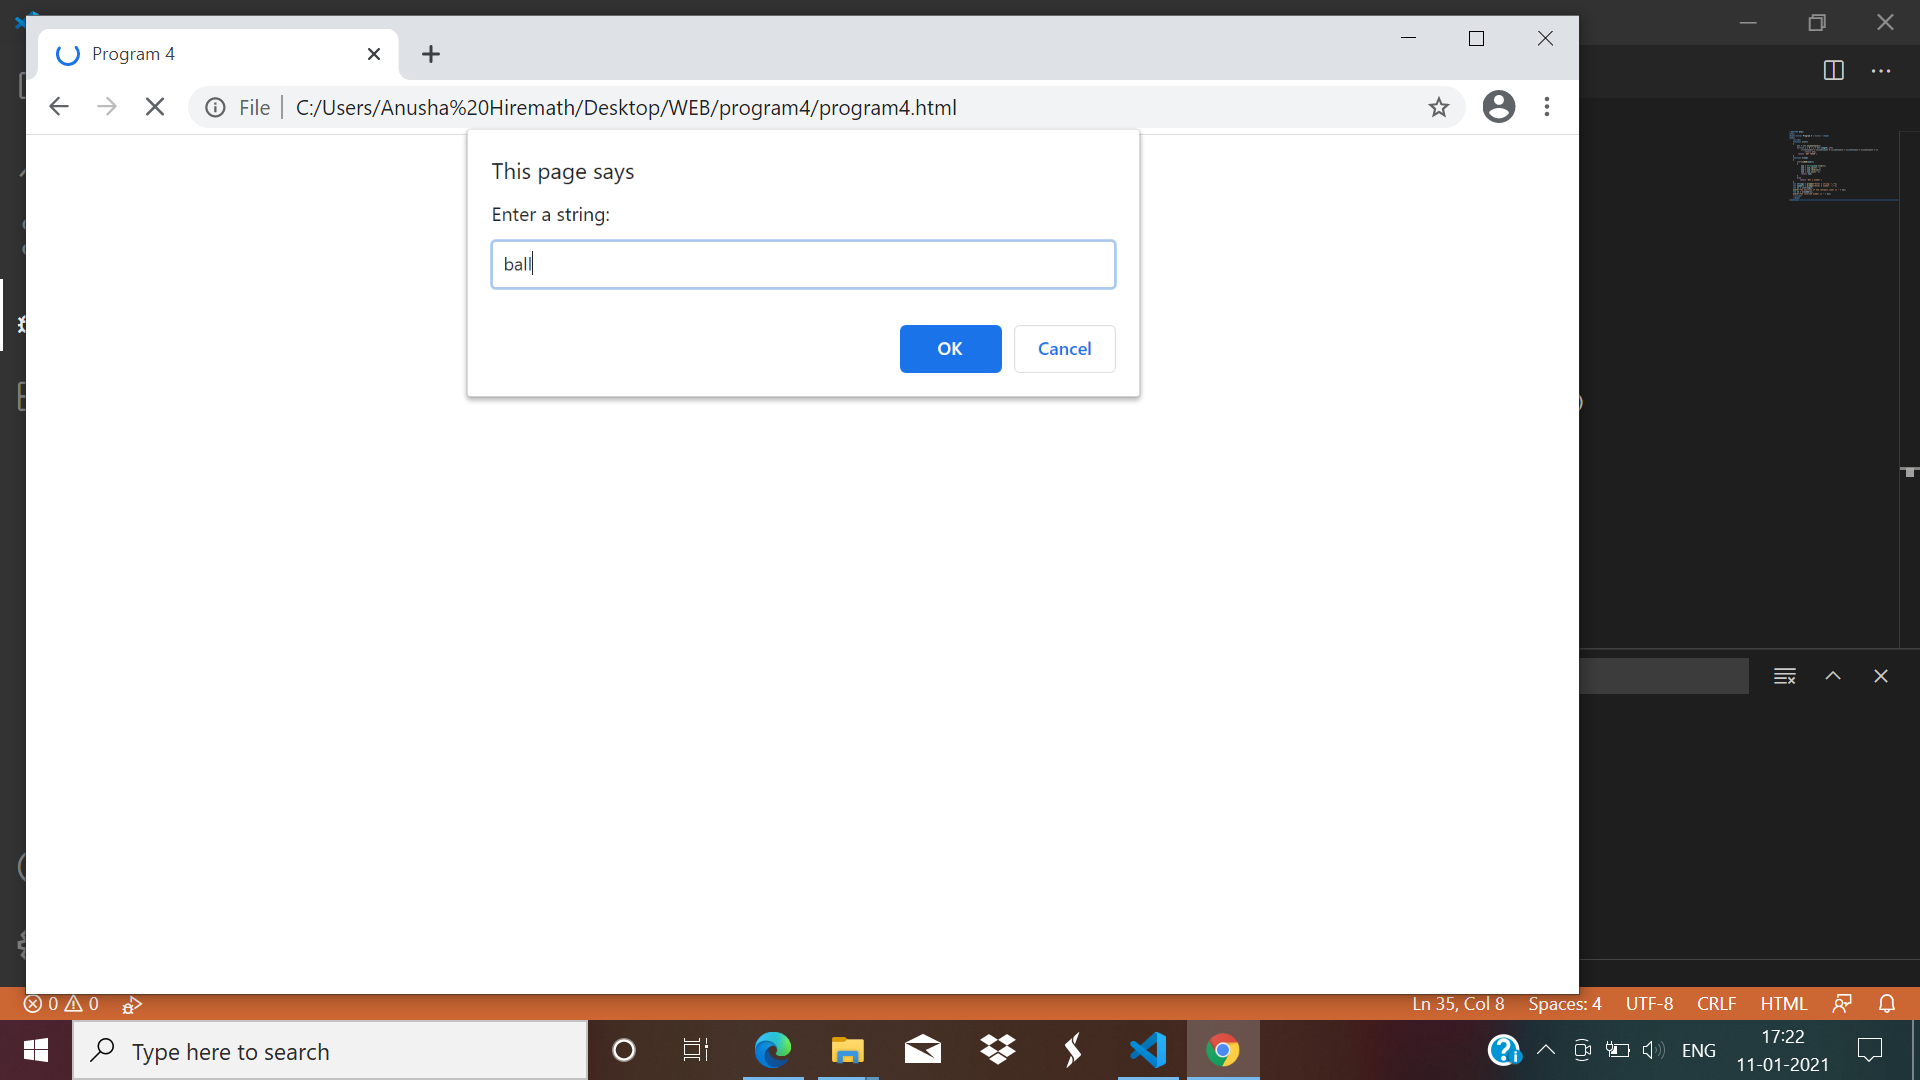 Program 4
File
C:/Users/Anusha%20Hiremath/Desktop/WEB/program4/program4.html
This page says
Enter a string:
ball
OK Cancel
0 0
Ln 35, Col 8 Spaces: 4 UTF-8 CRLF HTML
Type here to search
ENG
17:22
11-01-2021